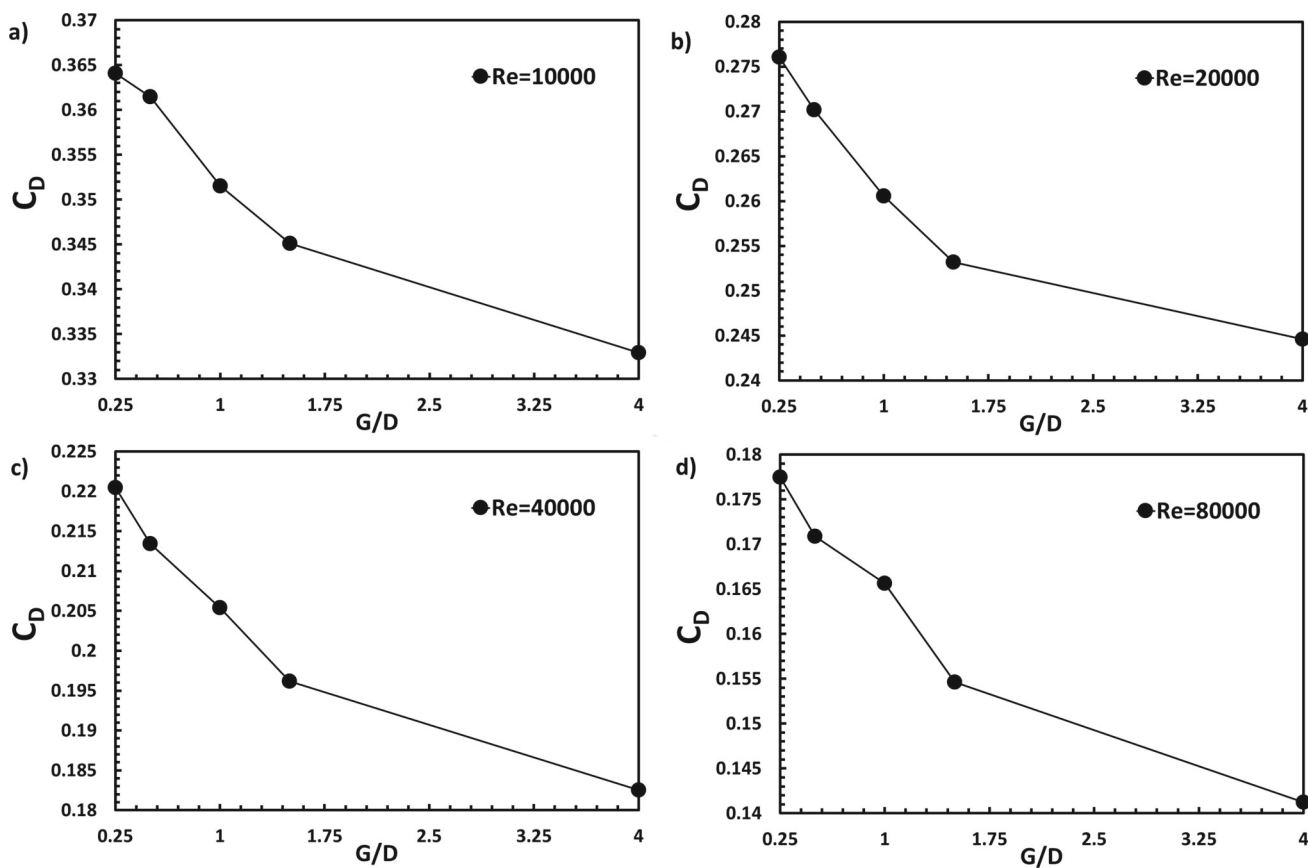 a)
0.37
0.365
0.36
0.355
0.35
0.345
0.34
0.335
0.33
C_D
Re=10000
0.25 1 1.75 2.5 3.25 4
G/D
b)
0.28
0.275
0.27
0.265
0.26
0.255
0.25
0.245
0.24
C_D
Re=20000
0.25 1 1.75 2.5 3.25 4
G/D
c)
0.225
0.22
0.215
0.21
0.205
0.2
0.195
0.19
0.185
0.18
C_D
Re=40000
0.25 1 1.75 2.5 3.25 4
G/D
d)
0.18
0.175
0.17
0.165
0.16
0.155
0.15
0.145
0.14
C_D
Re=80000
0.25 1 1.75 2.5 3.25 4
G/D